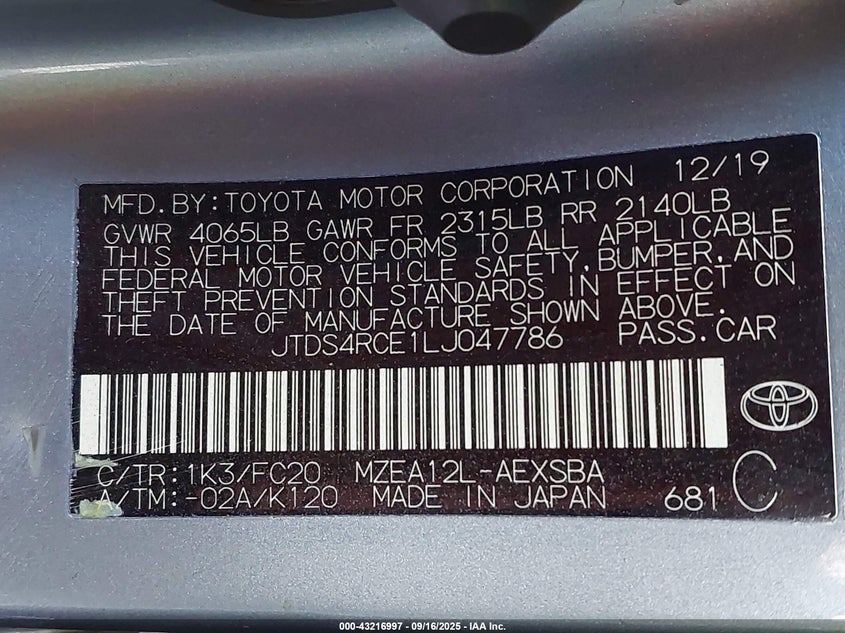 MFD.BY:TOYOTA MOTOR CORPORATION 12/19
GVWR 4065LB GAWR FR 2315LB RR 2140LB
THIS VEHICLE CONFORMS TO ALL APPLICABLE
FEDERAL MOTOR VEHICLE SAFETY,BUMPER,AND
THEFT PREVENTION STANDARDS IN EFFECT ON
THE DATE OF MANUFACTURE SHOWN ABOVE.
JTDS4RCE1LJ047786 PASS.CAR
C/TR:1K3/FC20 MZEA12L-AEXSBA
A/TM:-02A/K120 MADE IN JAPAN 681 C
000-43216997 - 09/16/2025 - IAA Inc.